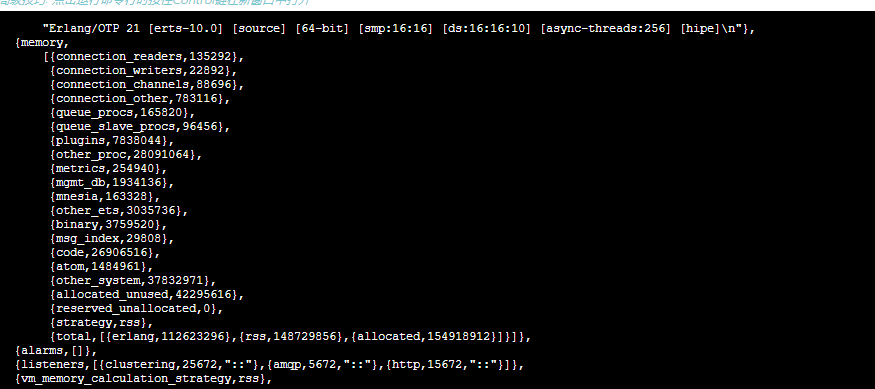 "Erlang/OTP 21 [erts-10.0] [source] [64-bit] [smp:16:16] [ds:16:16:10] [async-threads:256] [hipe]\n"},
{memory,
[{connection_readers,135292},
{connection_writers,22892},
{connection_channels,88696},
{connection_other,783116},
{queue_procs,165820},
{queue_slave_procs,96456},
{plugins,7838044},
{other_proc,28091064},
{metrics,254940},
{mgmt_db,1934136},
{mnesia,163328},
{other_ets,3035736},
{binary,3759520},
{msg_index,29808},
{code,26906516},
{atom,1484961},
{other_system,37832971},
{allocated_unused,42295616},
{reserved_unallocated,0},
{strategy,rss},
{total,[{erlang,112623296},{rss,148729856},{allocated,154918912}]}]},
{alarms,[]},
{listeners,[{clustering,25672,"::"},{amqp,5672,"::"},{http,15672,"::"}]},
{vm_memory_calculation_strategy,rss},